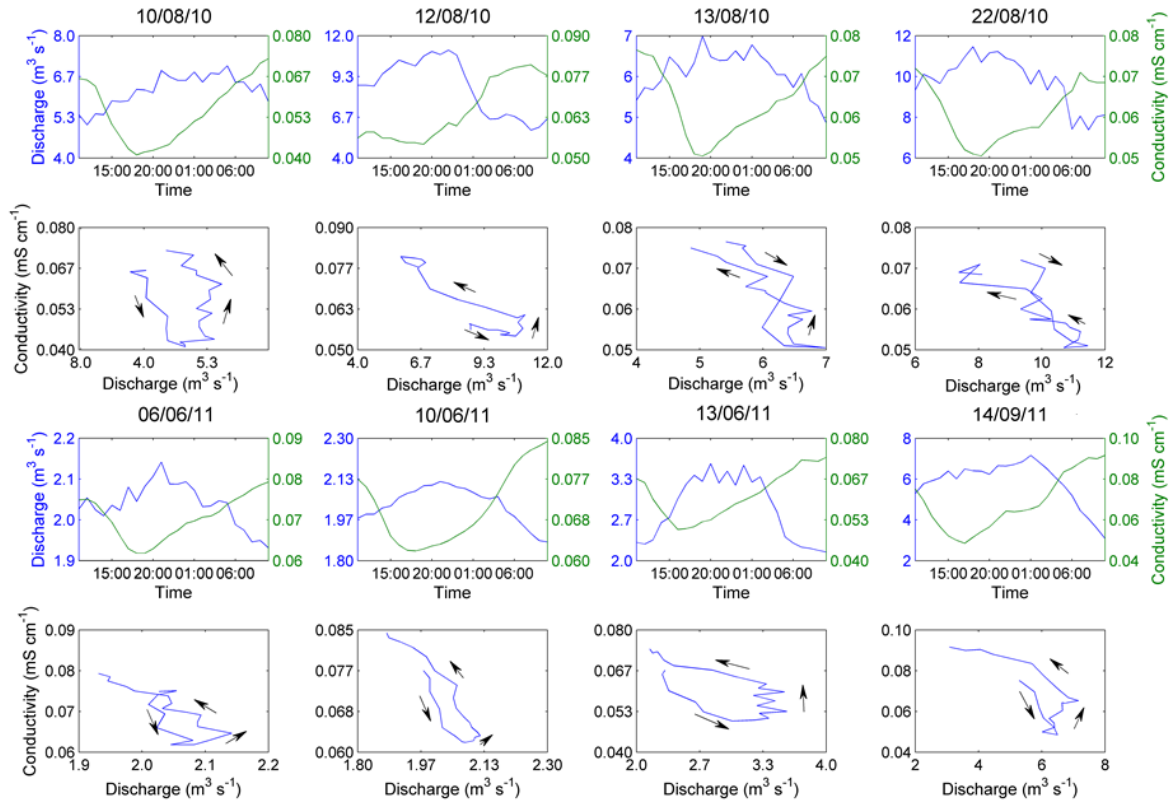 10/08/10 12/08/10 13/08/10 22/08/10
8.0 0.080 12.0 0.090 7 0.08 12 0.08
6.7 0.067 9.3 0.077 6 0.07 10 0.07
5.3 0.053 6.7 0.063 5 0.06 8 0.06
4.0 0.040 4.0 0.050 4 0.05 6 0.05
Discharge (m³ s⁻¹)
Conductivity (mS cm⁻¹)
15:00 20:00 01:00 06:00 15:00 20:00 01:00 06:00 15:00 20:00 01:00 06:00 15:00 20:00 01:00 06:00
Time Time Time Time
Conductivity (mS cm⁻¹)
0.080 0.090 0.08 0.08
0.067 0.077 0.07 0.07
0.053 0.063 0.06 0.06
0.040 0.050 0.05 0.05
8.0 4.0 5.3 4.0 6.7 9.3 12.0 4 5 6 7 6 8 10 12
Discharge (m³ s⁻¹) Discharge (m³ s⁻¹) Discharge (m³ s⁻¹) Discharge (m³ s⁻¹)
06/06/11 10/06/11 13/06/11 14/09/11
2.2 0.09 2.30 0.085 4.0 0.080 8 0.10
2.1 0.08 2.13 0.077 3.3 0.067 6 0.08
2.0 0.07 1.97 0.068 2.7 0.053 4 0.06
1.9 0.06 1.80 0.060 2.0 0.040 2 0.04
Discharge (m³ s⁻¹)
Conductivity (mS cm⁻¹)
15:00 20:00 01:00 06:00 15:00 20:00 01:00 06:00 15:00 20:00 01:00 06:00 15:00 20:00 01:00 06:00
Time Time Time Time
Conductivity (mS cm⁻¹)
0.09 0.085 0.080 0.10
0.08 0.077 0.067 0.08
0.07 0.068 0.053 0.06
0.06 0.060 0.040 0.04
1.9 2.0 2.1 2.2 1.80 1.97 2.13 2.30 2.0 2.7 3.3 4.0 2 4 6 8
Discharge (m³ s⁻¹) Discharge (m³ s⁻¹) Discharge (m³ s⁻¹) Discharge (m³ s⁻¹)